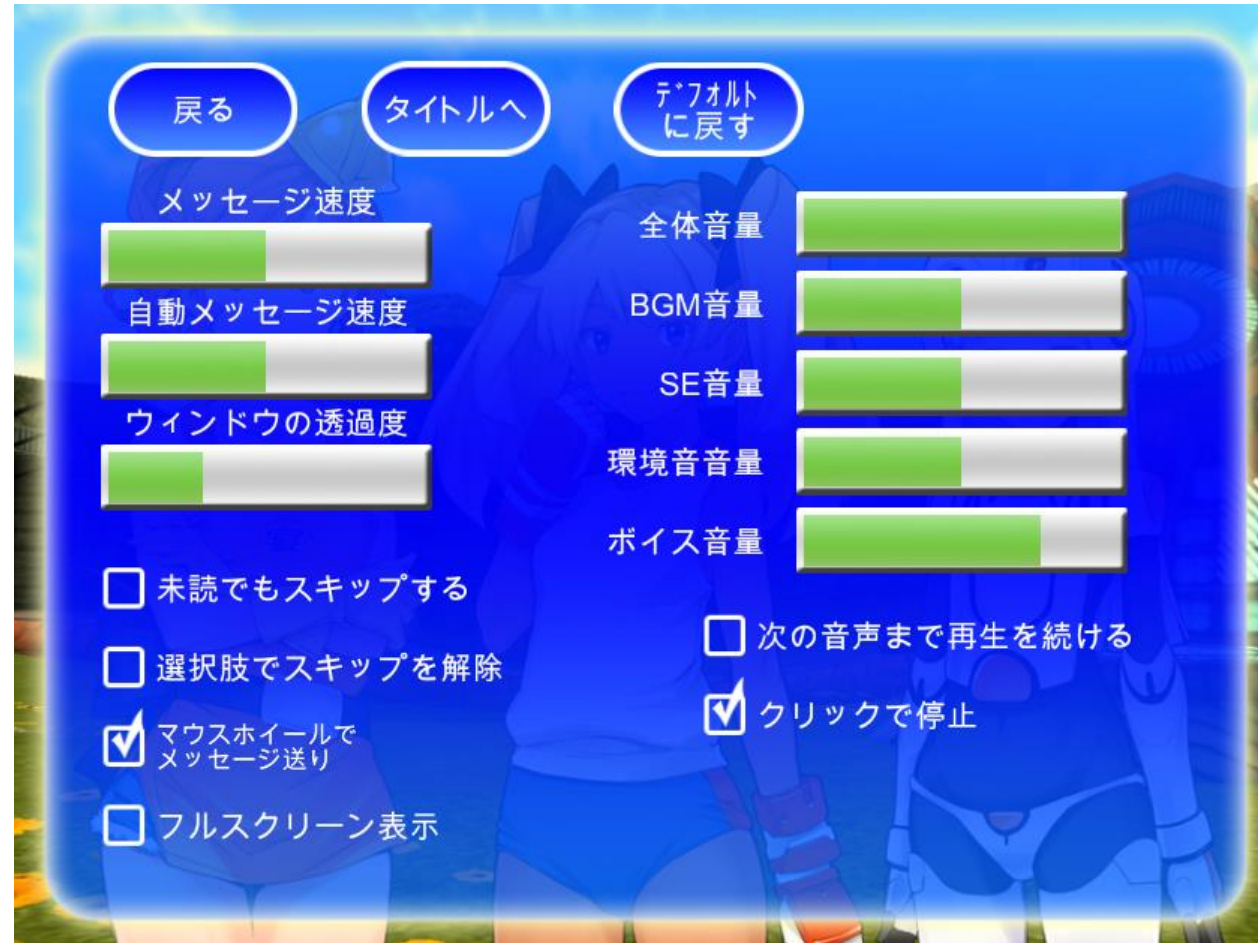 戻る
タイトルへ
ﾃﾞﾌｫﾙﾄ
に戻す
メッセージ速度
自動メッセージ速度
ウィンドウの透過度
全体音量
BGM音量
SE音量
環境音音量
ボイス音量
未読でもスキップする
選択肢でスキップを解除
マウスホイールで
メッセージ送り
フルスクリーン表示
次の音声まで再生を続ける
クリックで停止